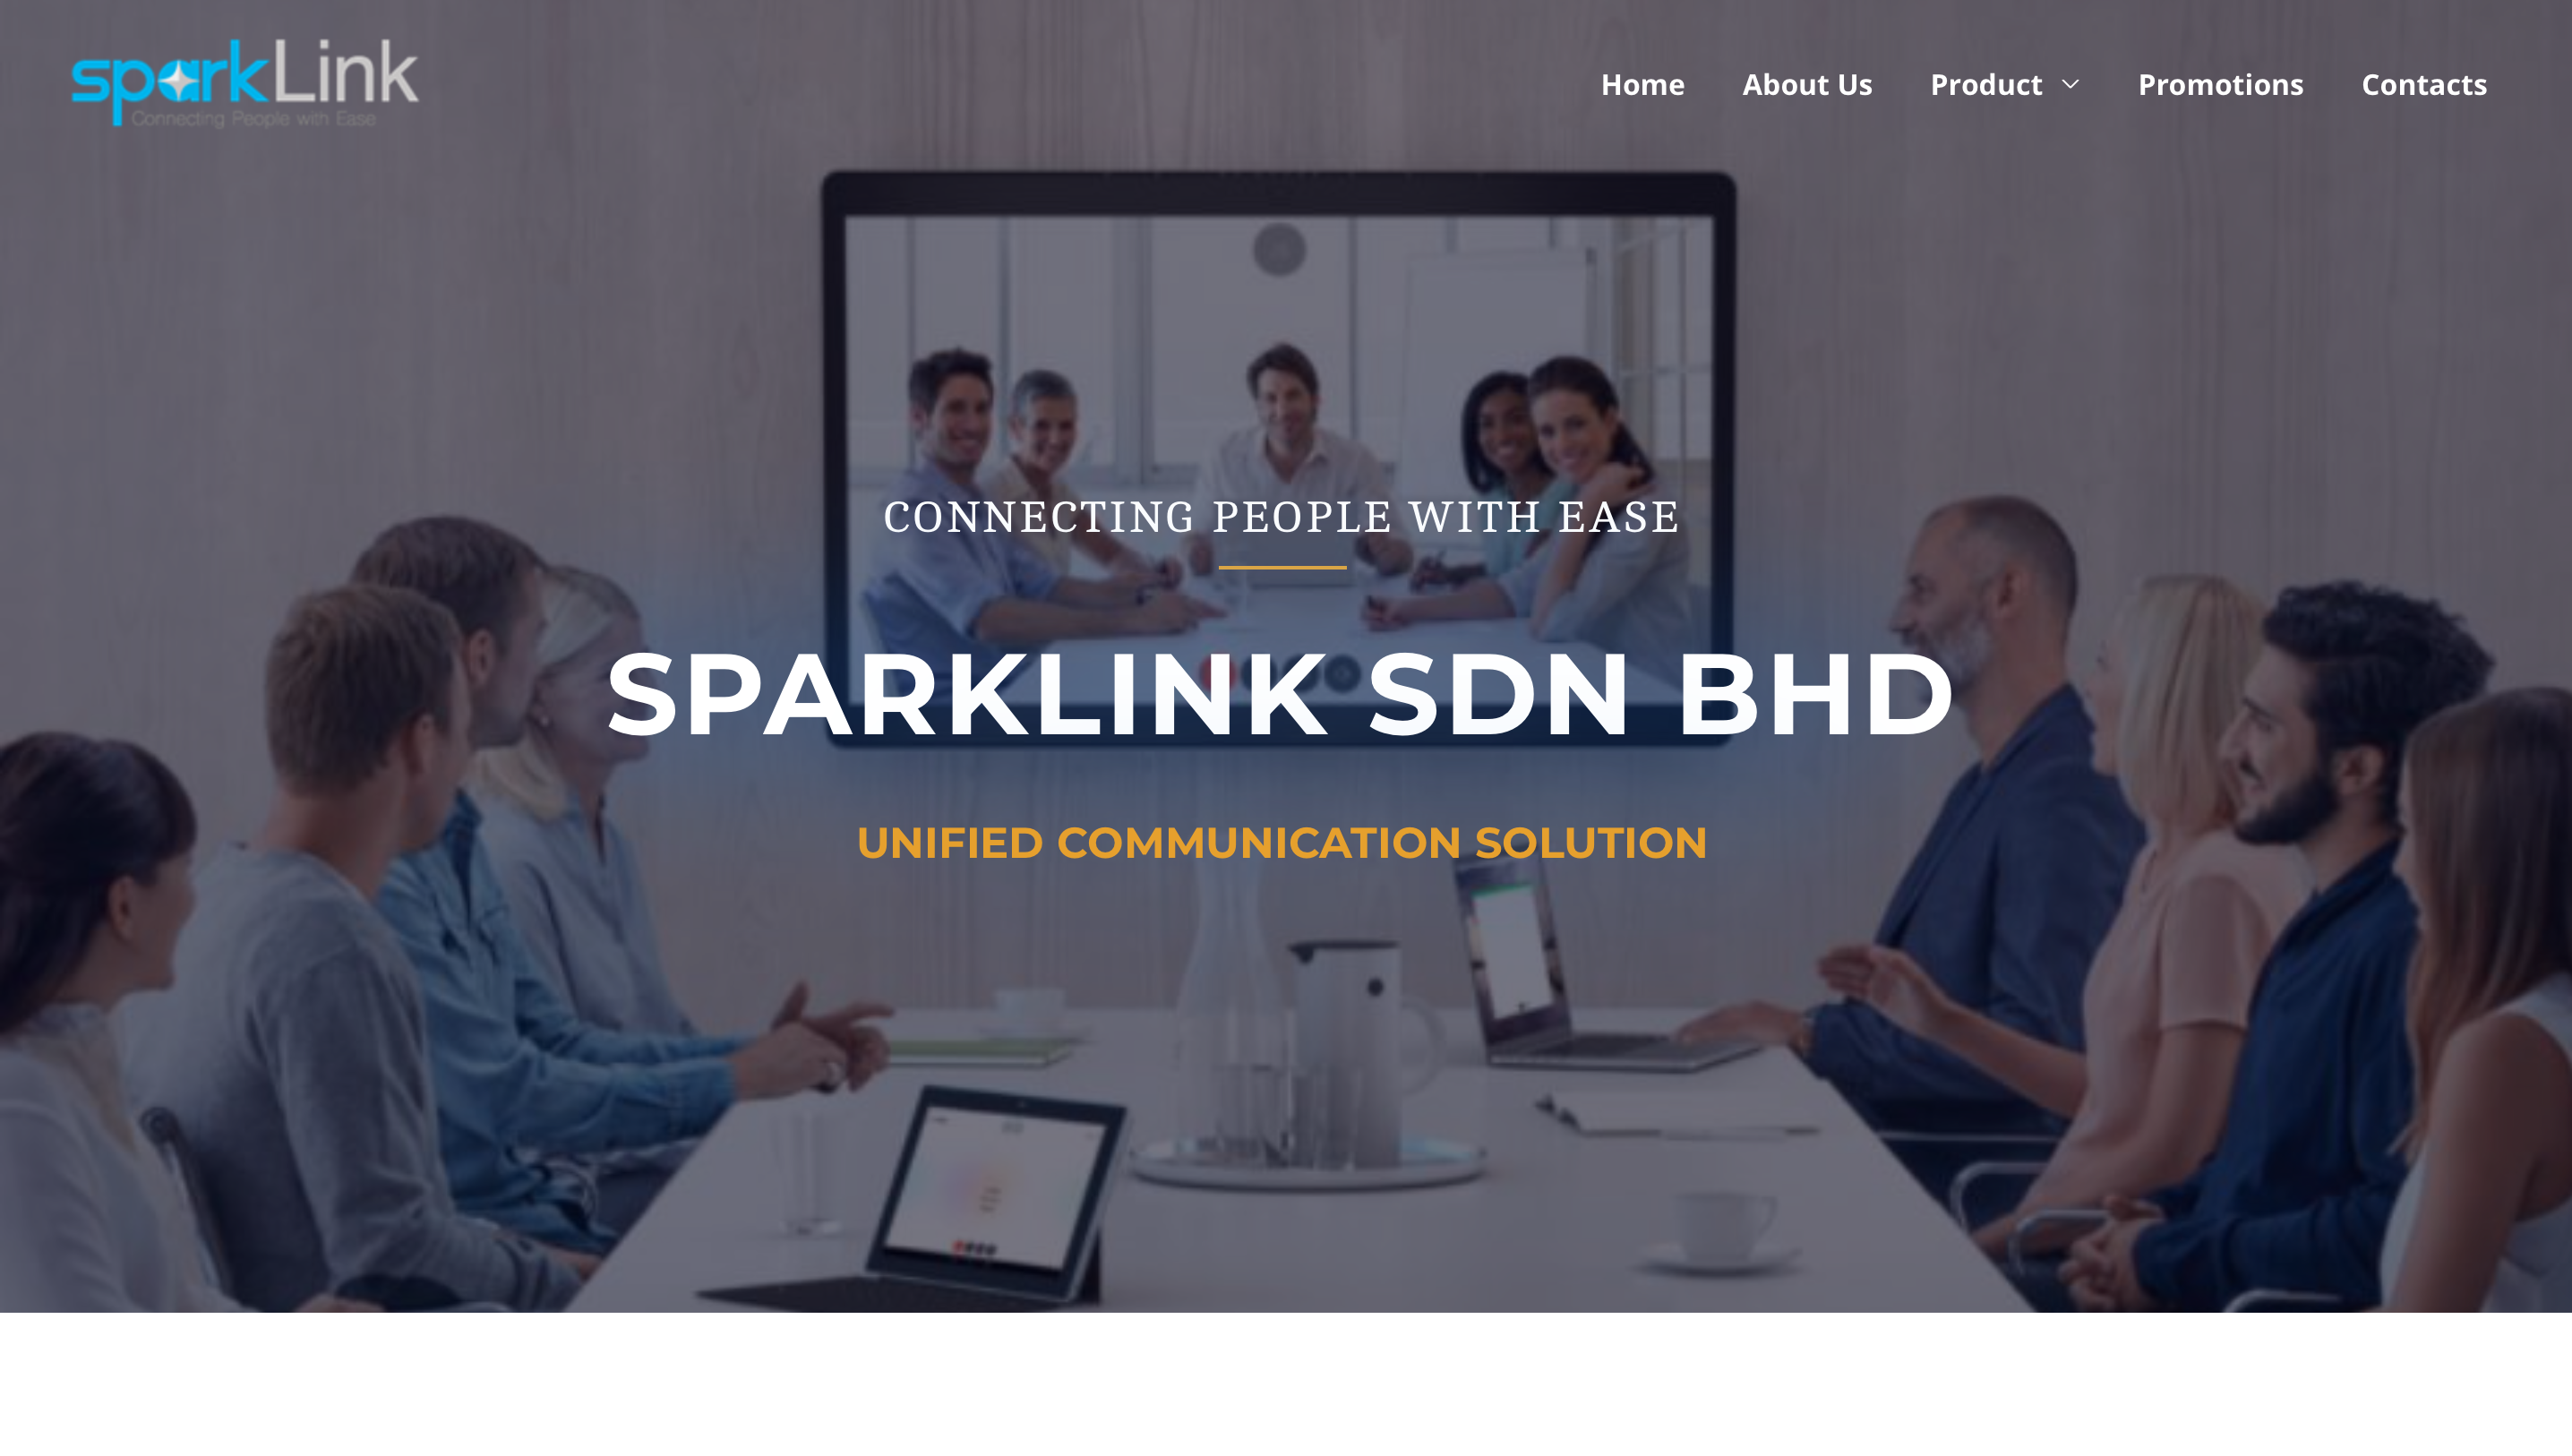 sparkLink
Connecting People with Ease
Home About Us Product Promotions Contacts
CONNECTING PEOPLE WITH EASE
SPARKLINK SDN BHD
UNIFIED COMMUNICATION SOLUTION